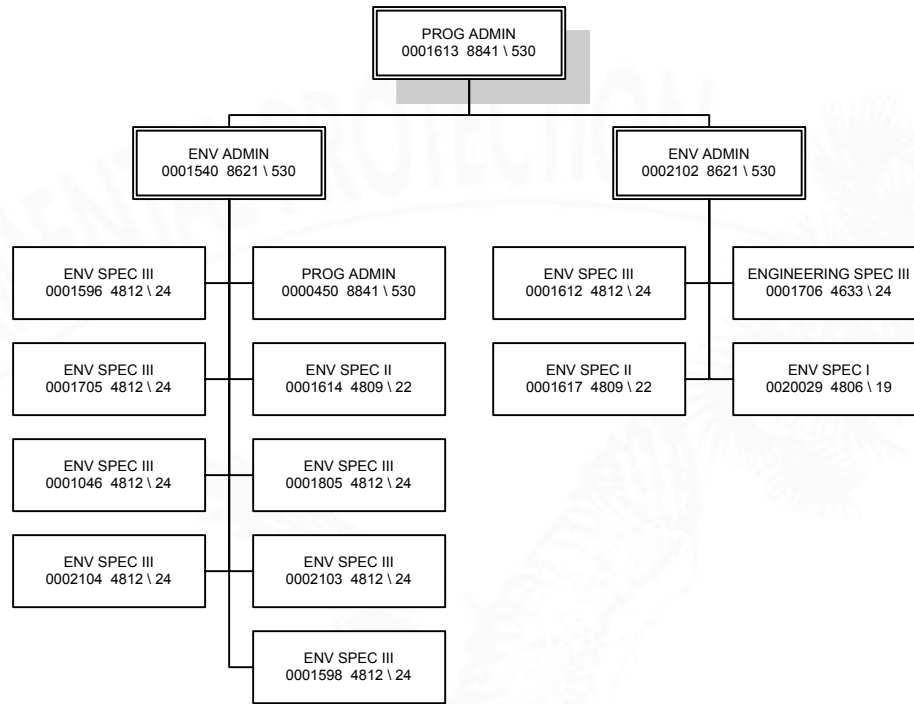 PROG ADMIN
0001613 8841 \ 530
ENV ADMIN
0001540 8621 \ 530
ENV ADMIN
0002102 8621 \ 530
ENV SPEC III
0001596 4812 \ 24
PROG ADMIN
0000450 8841 \ 530
ENV SPEC III
0001612 4812 \ 24
ENGINEERING SPEC III
0001706 4633 \ 24
ENV SPEC III
0001705 4812 \ 24
ENV SPEC II
0001614 4809 \ 22
ENV SPEC II
0001617 4809 \ 22
ENV SPEC I
0020029 4806 \ 19
ENV SPEC III
0001046 4812 \ 24
ENV SPEC III
0001805 4812 \ 24
ENV SPEC III
0002104 4812 \ 24
ENV SPEC III
0002103 4812 \ 24
ENV SPEC III
0001598 4812 \ 24